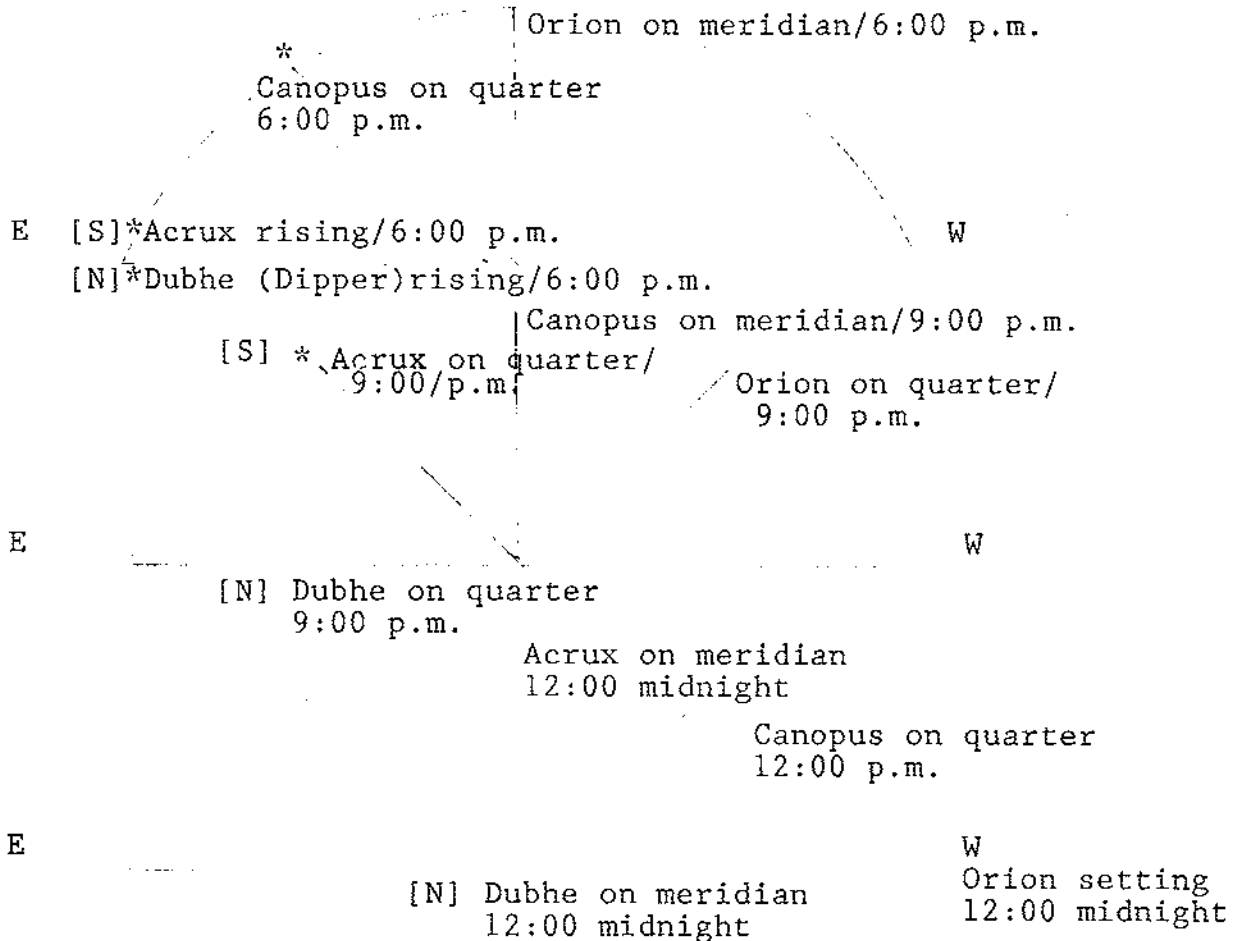 Orion on meridian/6:00 p.m.
*
Canopus on quarter
6:00 p.m.
E [S]*Acrux rising/6:00 p.m. W
[N]*Dubhe (Dipper)rising/6:00 p.m.
Canopus on meridian/9:00 p.m.
[S] * Acrux on quarter/
9:00/p.m.
Orion on quarter/
9:00 p.m.
E W
[N] Dubhe on quarter
9:00 p.m.
Acrux on meridian
12:00 midnight
Canopus on quarter
12:00 p.m.
E W
Orion setting
12:00 midnight
[N] Dubhe on meridian
12:00 midnight